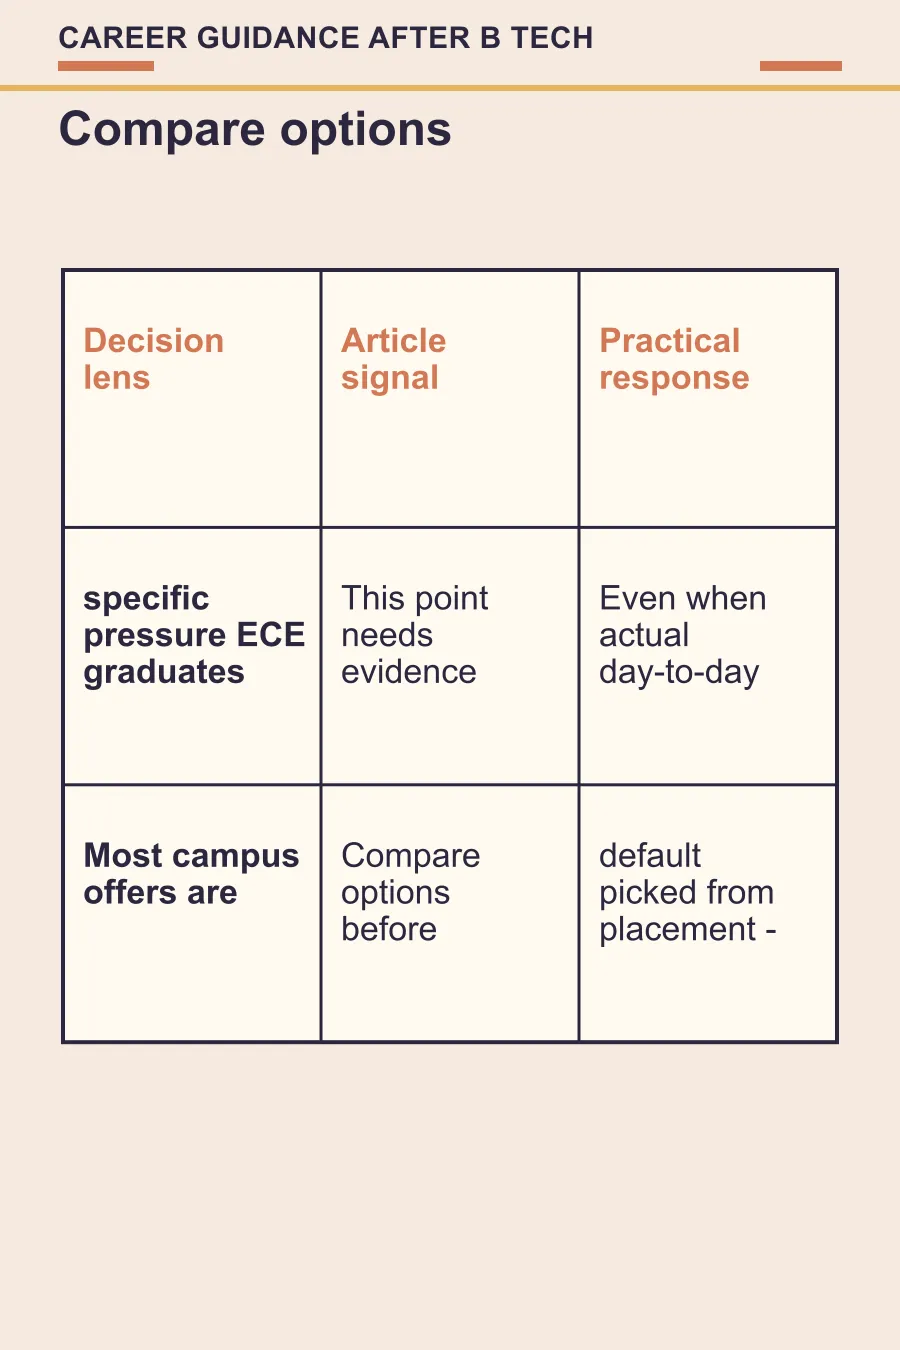 CAREER GUIDANCE AFTER B TECH
Compare options
Decision
lens
Article
signal
Practical
response
specific
pressure ECE
graduates
This point
needs
evidence
Even when
actual
day-to-day
Most campus
offers are
Compare
options
before
default
picked from
placement -